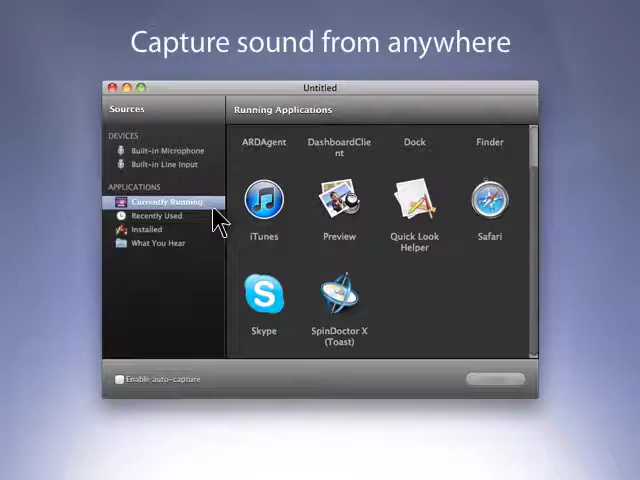 Capture sound from anywhere
Untitled
Sources
Running Applications
DEVICES
Built-in Microphone
Built-in Line Input
APPLICATIONS
Currently Running
Recently Used
Installed
What You Hear
ARDAgent
DashboardClie
nt
Dock
Finder
iTunes
Preview
Quick Look
Helper
Safari
Skype
SpinDoctor X
(Toast)
Enable auto-capture